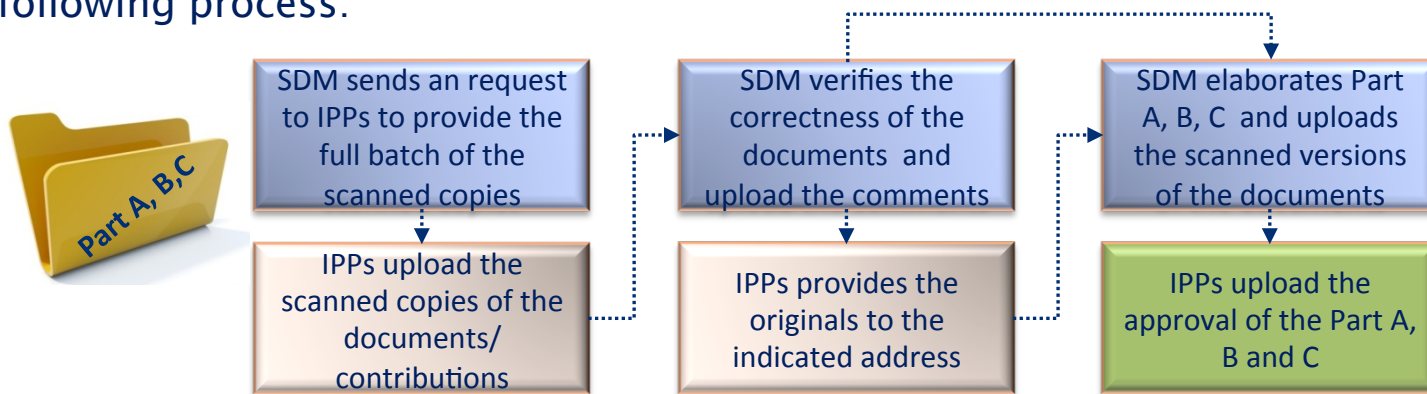 following process:
Part A, B,C
SDM sends an request
to IPPs to provide the
full batch of the
scanned copies
IPPs upload the
scanned copies of the
documents/
contributions
SDM verifies the
correctness of the
documents and
upload the comments
IPPs provides the
originals to the
indicated address
SDM elaborates Part
A, B, C and uploads
the scanned versions
of the documents
IPPs upload the
approval of the Part A,
B and C